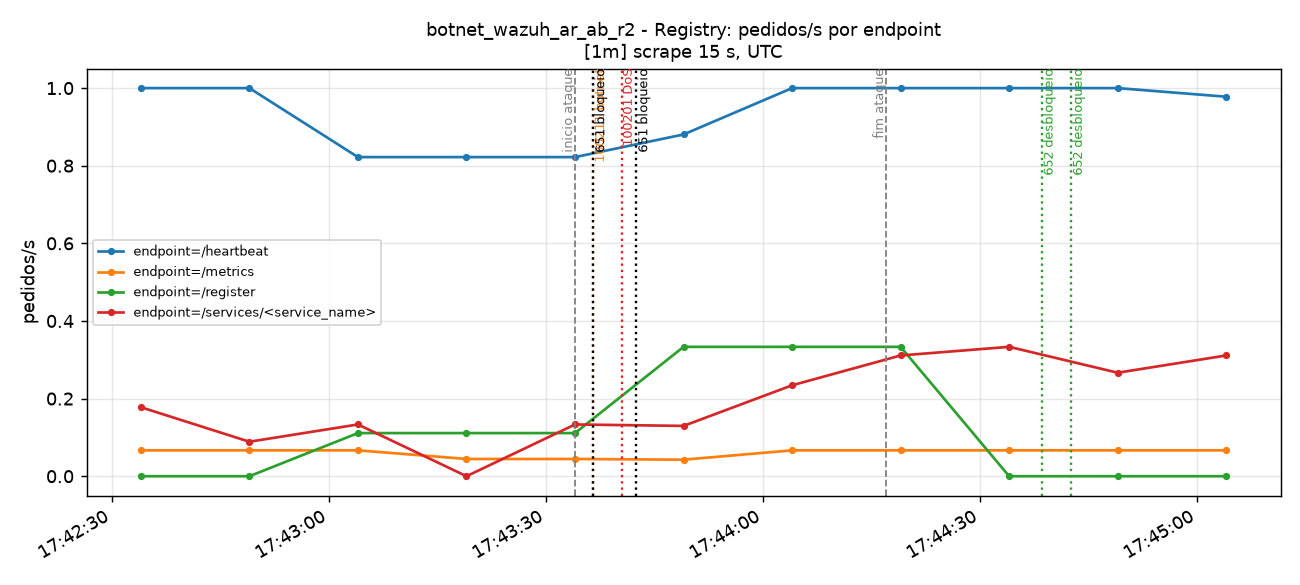 botnet_wazuh_ar_ab_r2 - Registry: pedidos/s por endpoint
[1m] scrape 15 s, UTC
pedidos/s
1.0
0.8
0.6
0.4
0.2
0.0
inicio ataque
651 bloqueio
100201 DoS
651 bloqueio
fim ataque
652 desbloqueio
652 desbloqueio
endpoint=/heartbeat
endpoint=/metrics
endpoint=/register
endpoint=/services/<service_name>
17:42:30
17:43:00
17:43:30
17:44:00
17:44:30
17:45:00